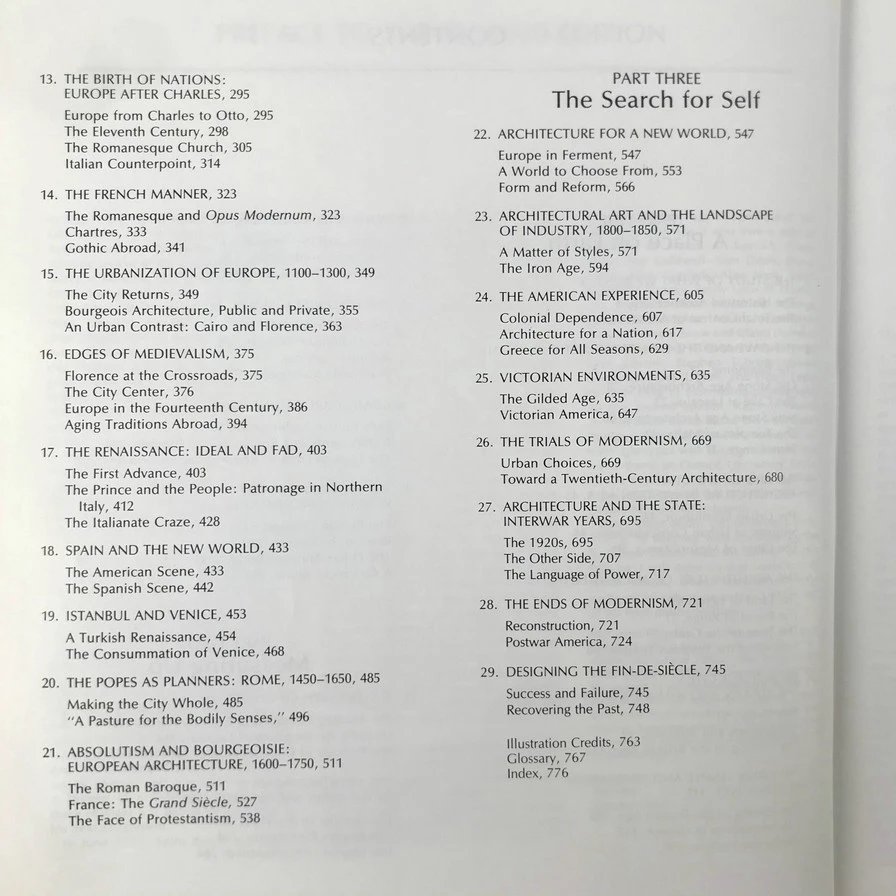 13. THE BIRTH OF NATIONS:
EUROPE AFTER CHARLES, 295
Europe from Charles to Otto, 295
The Eleventh Century, 298
The Romanesque Church, 305
Italian Counterpoint, 314
14. THE FRENCH MANNER, 323
The Romanesque and Opus Modernum, 323
Chartres, 333
Gothic Abroad, 341
15. THE URBANIZATION OF EUROPE, 1100–1300, 349
The City Returns, 349
Bourgeois Architecture, Public and Private, 355
An Urban Contrast: Cairo and Florence, 363
16. EDGES OF MEDIEVALISM, 375
Florence at the Crossroads, 375
The City Center, 376
Europe in the Fourteenth Century, 386
Aging Traditions Abroad, 394
17. THE RENAISSANCE: IDEAL AND FAD, 403
The First Advance, 403
The Prince and the People: Patronage in Northern
Italy, 412
The Italianate Craze, 428
18. SPAIN AND THE NEW WORLD, 433
The American Scene, 433
The Spanish Scene, 442
19. ISTANBUL AND VENICE, 453
A Turkish Renaissance, 454
The Consummation of Venice, 468
20. THE POPES AS PLANNERS: ROME, 1450–1650, 485
Making the City Whole, 485
“A Pasture for the Bodily Senses,” 496
21. ABSOLUTISM AND BOURGEOISIE:
EUROPEAN ARCHITECTURE, 1600–1750, 511
The Roman Baroque, 511
France: The Grand Siècle, 527
The Face of Protestantism, 538
PART THREE
The Search for Self
22. ARCHITECTURE FOR A NEW WORLD, 547
Europe in Ferment, 547
A World to Choose From, 553
Form and Reform, 566
23. ARCHITECTURAL ART AND THE LANDSCAPE
OF INDUSTRY, 1800–1850, 571
A Matter of Styles, 571
The Iron Age, 594
24. THE AMERICAN EXPERIENCE, 605
Colonial Dependence, 607
Architecture for a Nation, 617
Greece for All Seasons, 629
25. VICTORIAN ENVIRONMENTS, 635
The Gilded Age, 635
Victorian America, 647
26. THE TRIALS OF MODERNISM, 669
Urban Choices, 669
Toward a Twentieth-Century Architecture, 680
27. ARCHITECTURE AND THE STATE:
INTERWAR YEARS, 695
The 1920s, 695
The Other Side, 707
The Language of Power, 717
28. THE ENDS OF MODERNISM, 721
Reconstruction, 721
Postwar America, 724
29. DESIGNING THE FIN-DE-SIÈCLE, 745
Success and Failure, 745
Recovering the Past, 748
Illustration Credits, 763
Glossary, 767
Index, 776